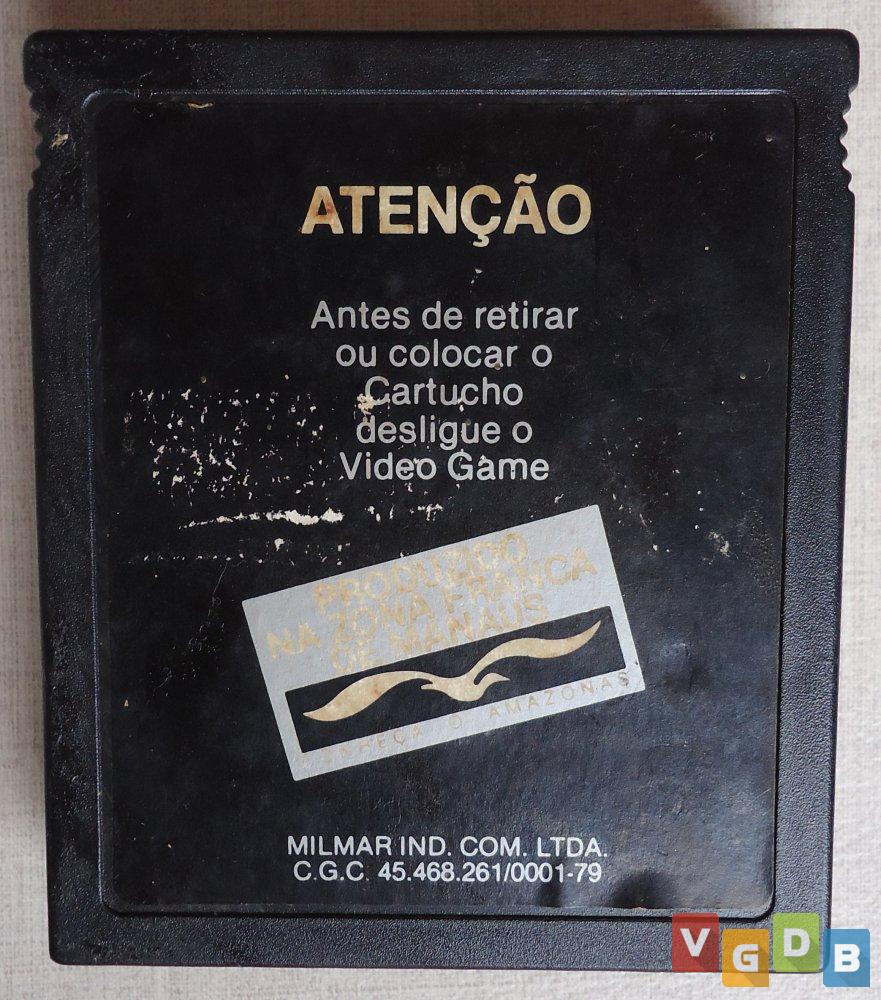 ATENÇÃO
Antes de retirar
ou colocar o
Cartucho
desligue o
Video Game
PRODUZIDO
NA ZONA FRANCA
DE MANAUS
CONHEÇA O AMAZONAS
MILMAR IND. COM. LTDA.
C.G.C. 45.468.261/0001-79
VGDB